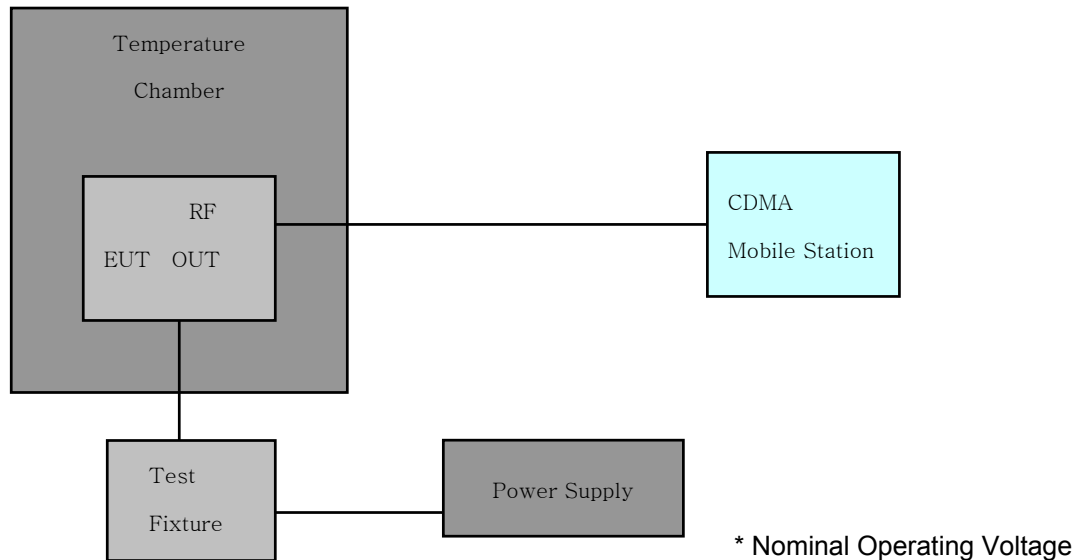 Temperature
Chamber
RF
EUT OUT
CDMA
Mobile Station
Test
Fixture
Power Supply
* Nominal Operating Voltage